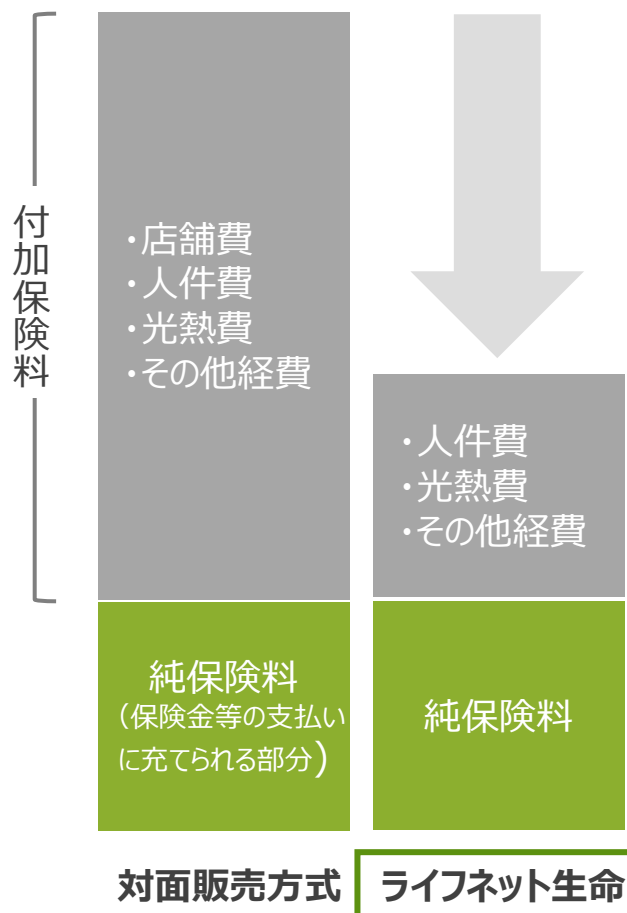 付加保険料
・店舗費
・人件費
・光熱費
・その他経費
純保険料
（保険金等の支払い
に充てられる部分）
対面販売方式
・人件費
・光熱費
・その他経費
純保険料
ライフネット生命